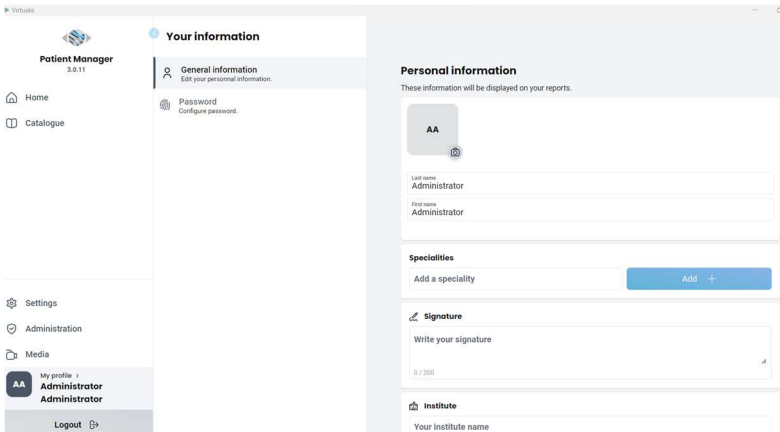 Virtualis
Patient Manager
3.0.11
Home
Catalogue
Settings
Administration
Media
AA
My profile >
Administrator
Administrator
Logout
Your information
General information
Edit your personnal information.
Password
Configure password.
Personal information
These information will be displayed on your reports.
AA
Last name
Administrator
First name
Administrator
Specialities
Add a speciality
Add +
Signature
Write your signature
0 / 200
Institute
Your institute name